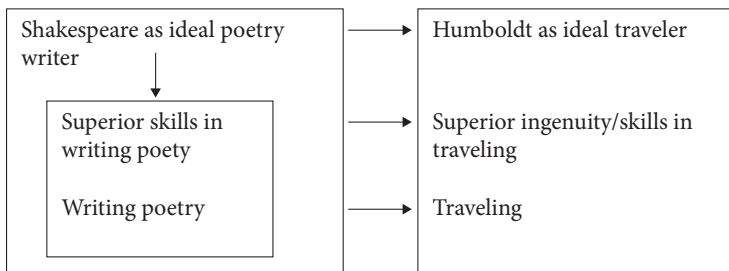 Shakespeare as ideal poetry
writer
Superior skills in
writing poety
Writing poetry
Humboldt as ideal traveler
Superior ingenuity/skills in
traveling
Traveling